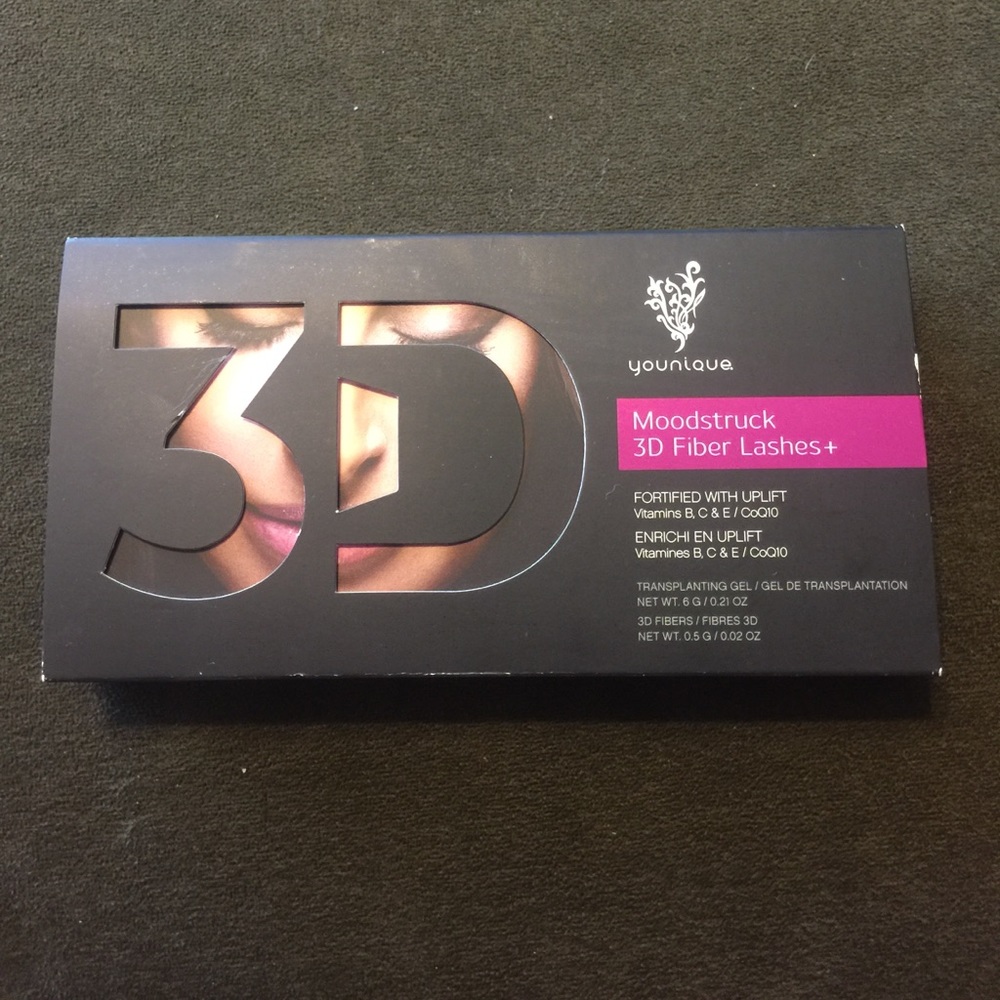 3D
younique
Moodstruck
3D Fiber Lashes+
FORTIFIED WITH UPLIFT
Vitamins B, C & E / CoQ10
ENRICHI EN UPLIFT
Vitamines B, C & E / CoQ10
TRANSPLANTING GEL / GEL DE TRANSPLANTATION
NET WT. 6 G / 0.21 OZ
3D FIBERS / FIBRES 3D
NET WT. 0.5 G / 0.02 OZ